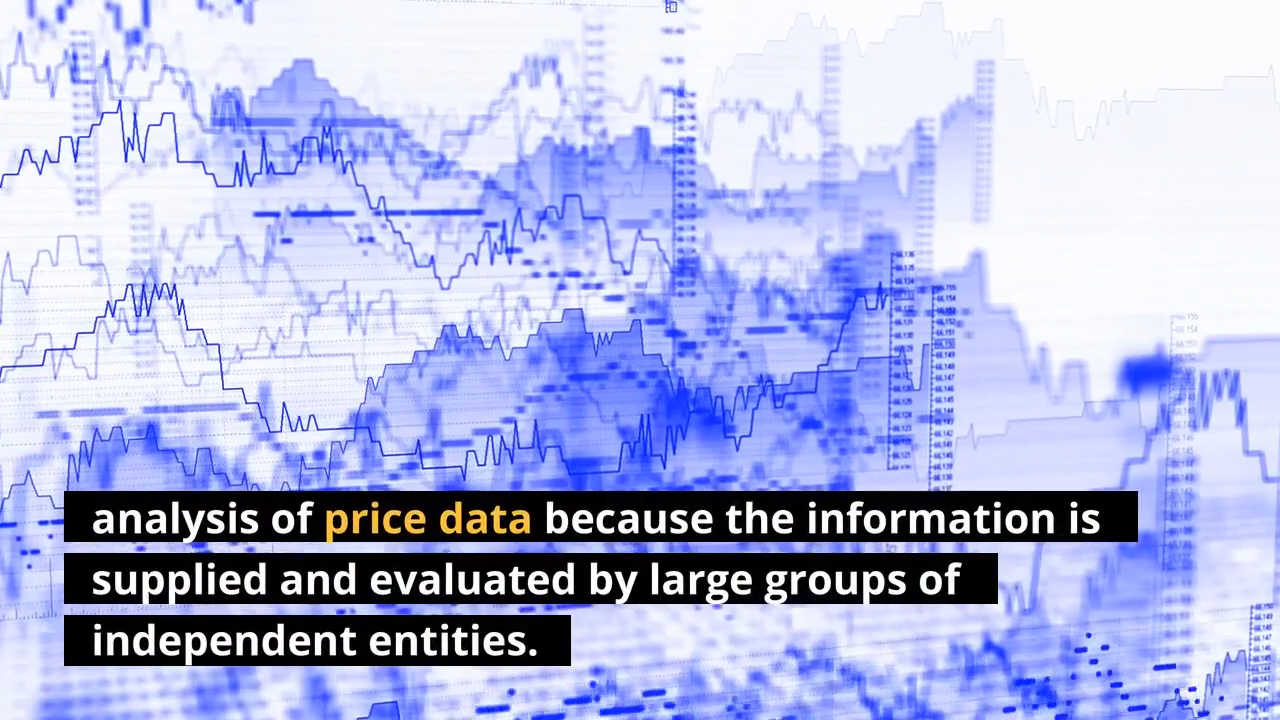 analysis of price data because the information is
supplied and evaluated by large groups of
independent entities.